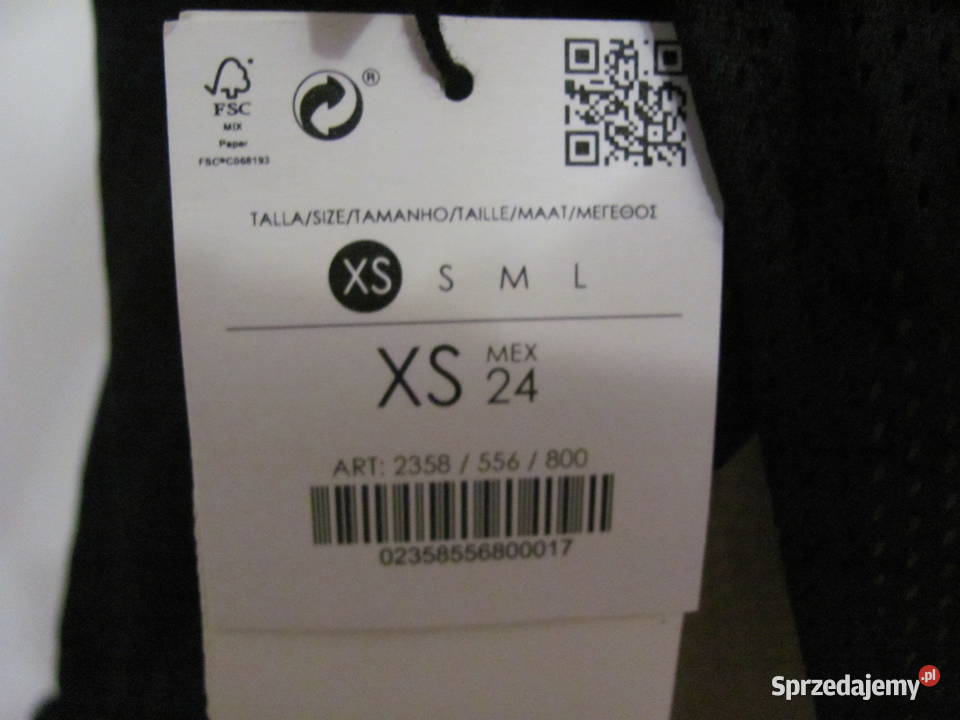 FSC
MIX
Paper
FSC®C068193
®
TALLA/SIZE/TAMANHO/TAILLE/MAAT/ΜΕΓΕΘΟΣ
XS S M L
XS MEX 24
ART: 2358 / 556 / 800
02358556800017
Sprzedajemy.pl